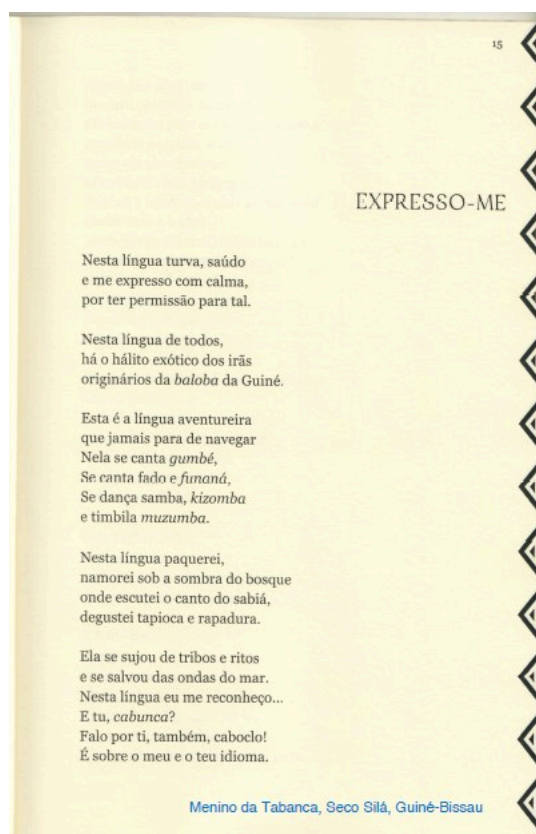 15
EXPRESSO-ME
Nesta língua turva, saúdo
e me expresso com calma,
por ter permissão para tal.
Nesta língua de todos,
há o hálito exótico dos irãs
originários da baloba da Guiné.
Esta é a língua aventureira
que jamais para de navegar
Nela se canta gumbé,
Se canta fado e funaná,
Se dança samba, kizomba
e timbila muzumba.
Nesta língua paquerei,
namorei sob a sombra do bosque
onde escutei o canto do sabiá,
degustei tapioca e rapadura.
Ela se sujou de tribos e ritos
e se salvou das ondas do mar.
Nesta língua eu me reconheço...
E tu, cabunca?
Falo por ti, também, caboclo!
É sobre o meu e o teu idioma.
Menino da Tabanca, Seco Silá, Guiné-Bissau